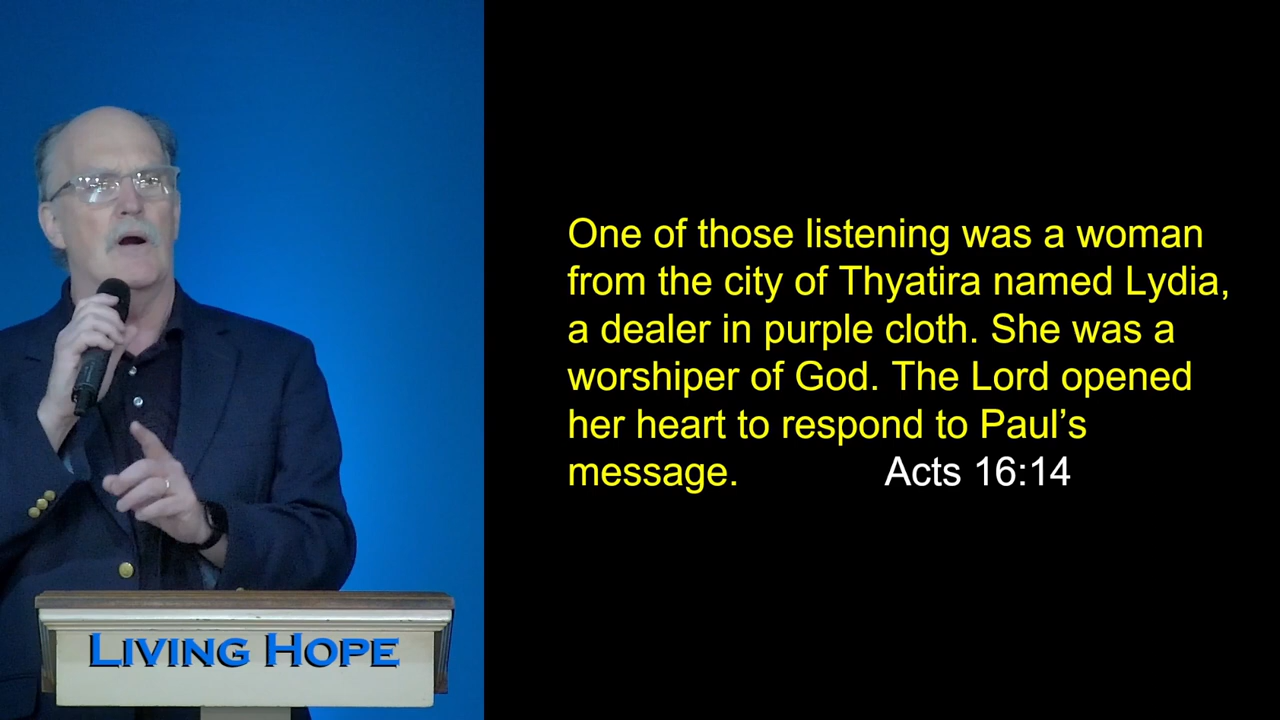 One of those listening was a woman
from the city of Thyatira named Lydia,
a dealer in purple cloth. She was a
worshiper of God. The Lord opened
her heart to respond to Paul’s
message. Acts 16:14
LIVING HOPE